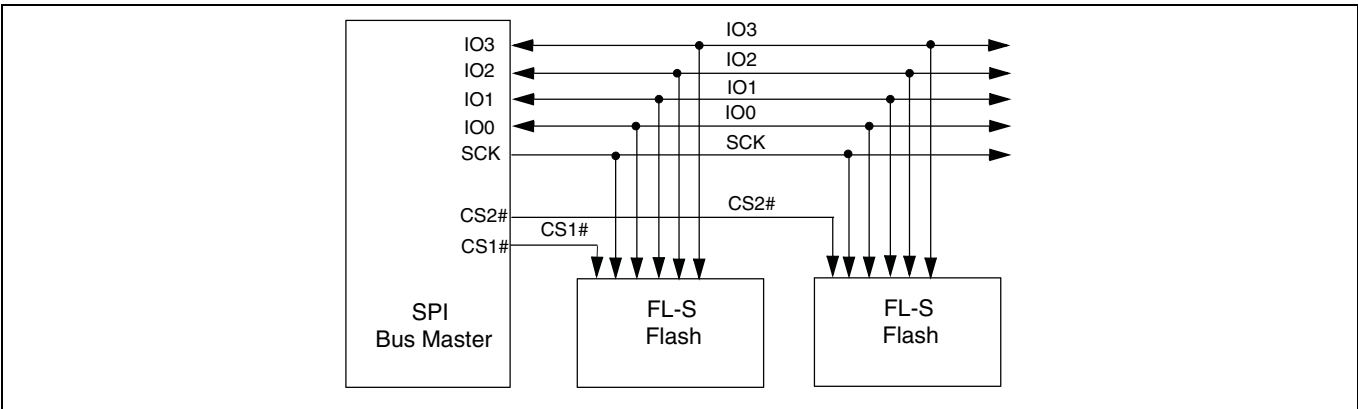 IO3
IO3
IO2
IO2
IO1
IO1
IO0
IO0
SCK
SCK
CS2#
CS2#
CS1#
CS1#
SPI
Bus Master
FL-S
Flash
FL-S
Flash